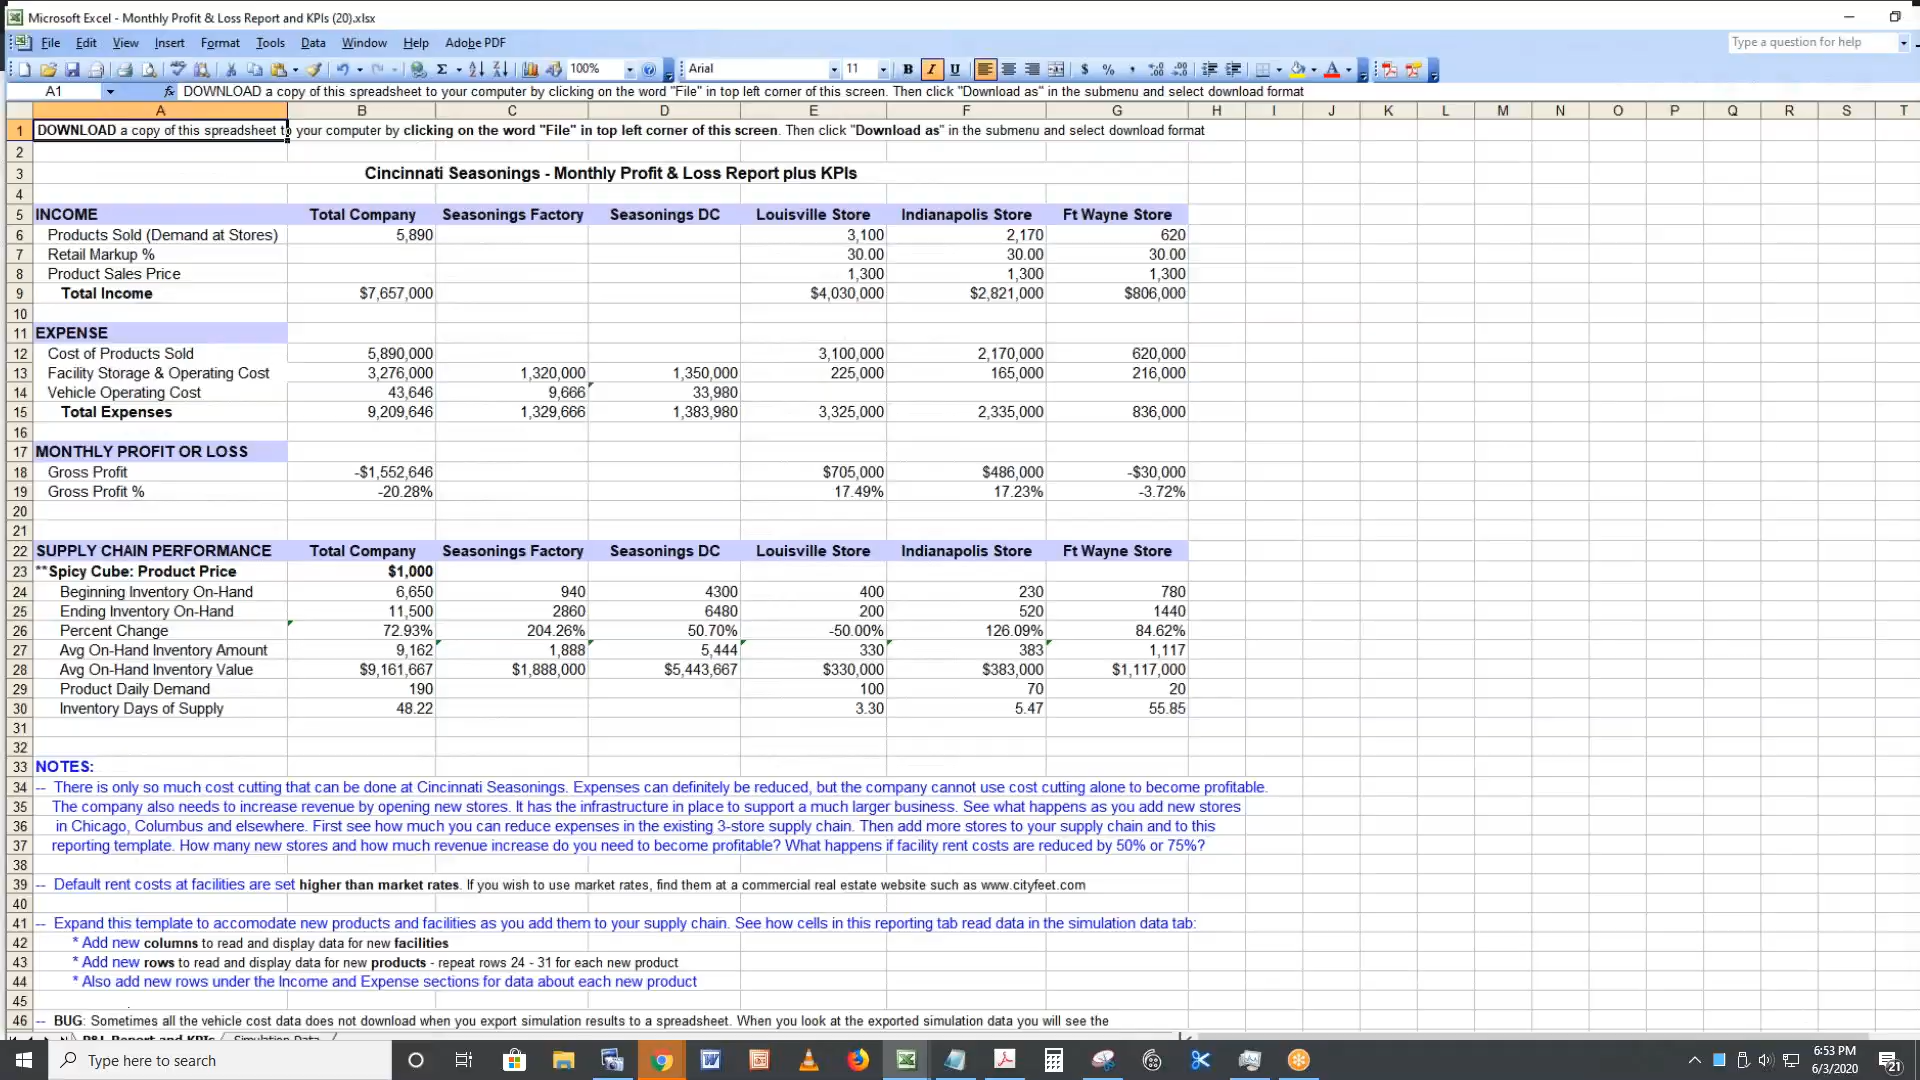 Microsoft Excel - Monthly Profit & Loss Report and KPIs (20).xlsx
File Edit View Insert Format Tools Data Window Help Adobe PDF
Type a question for help
100% Arial 11 B I U $ % ,
A1 fx DOWNLOAD a copy of this spreadsheet to your computer by clicking on the word "File" in top left corner of this screen. Then click "Download as" in the submenu and select download format
A B C D E F G H I J K L M N O P Q R S T
1 DOWNLOAD a copy of this spreadsheet to your computer by clicking on the word "File" in top left corner of this screen. Then click "Download as" in the submenu and select download format
2
3 Cincinnati Seasonings - Monthly Profit & Loss Report plus KPIs
4
5 INCOME Total Company Seasonings Factory Seasonings DC Louisville Store Indianapolis Store Ft Wayne Store
6 Products Sold (Demand at Stores) 5,890 3,100 2,170 620
7 Retail Markup % 30.00 30.00 30.00
8 Product Sales Price 1,300 1,300 1,300
9 Total Income $7,657,000 $4,030,000 $2,821,000 $806,000
10
11 EXPENSE
12 Cost of Products Sold 5,890,000 3,100,000 2,170,000 620,000
13 Facility Storage & Operating Cost 3,276,000 1,320,000 1,350,000 225,000 165,000 216,000
14 Vehicle Operating Cost 43,646 9,666 33,980
15 Total Expenses 9,209,646 1,329,666 1,383,980 3,325,000 2,335,000 836,000
16
17 MONTHLY PROFIT OR LOSS
18 Gross Profit -$1,552,646 $705,000 $486,000 -$30,000
19 Gross Profit % -20.28% 17.49% 17.23% -3.72%
20
21
22 SUPPLY CHAIN PERFORMANCE Total Company Seasonings Factory Seasonings DC Louisville Store Indianapolis Store Ft Wayne Store
23 **Spicy Cube: Product Price $1,000
24 Beginning Inventory On-Hand 6,650 940 4300 400 230 780
25 Ending Inventory On-Hand 11,500 2860 6480 200 520 1440
26 Percent Change 72.93% 204.26% 50.70% -50.00% 126.09% 84.62%
27 Avg On-Hand Inventory Amount 9,162 1,888 5,444 330 383 1,117
28 Avg On-Hand Inventory Value $9,161,667 $1,888,000 $5,443,667 $330,000 $383,000 $1,117,000
29 Product Daily Demand 190 100 70 20
30 Inventory Days of Supply 48.22 3.30 5.47 55.85
31
32
33 NOTES:
34 -- There is only so much cost cutting that can be done at Cincinnati Seasonings. Expenses can definitely be reduced, but the company cannot use cost cutting alone to become profitable.
35 The company also needs to increase revenue by opening new stores. It has the infrastructure in place to support a much larger business. See what happens as you add new stores
36 in Chicago, Columbus and elsewhere. First see how much you can reduce expenses in the existing 3-store supply chain. Then add more stores to your supply chain and to this
37 reporting template. How many new stores and how much revenue increase do you need to become profitable? What happens if facility rent costs are reduced by 50% or 75%?
38
39 -- Default rent costs at facilities are set higher than market rates. If you wish to use market rates, find them at a commercial real estate website such as www.cityfeet.com
40
41 -- Expand this template to accomodate new products and facilities as you add them to your supply chain. See how cells in this reporting tab read data in the simulation data tab:
42 * Add new columns to read and display data for new facilities
43 * Add new rows to read and display data for new products - repeat rows 24 - 31 for each new product
44 * Also add new rows under the Income and Expense sections for data about each new product
45
46 -- BUG: Sometimes all the vehicle cost data does not download when you export simulation results to a spreadsheet. When you look at the exported simulation data you will see the
P&L Report and KPIs Simulation Data
Type here to search
6:53 PM
6/3/2020
21